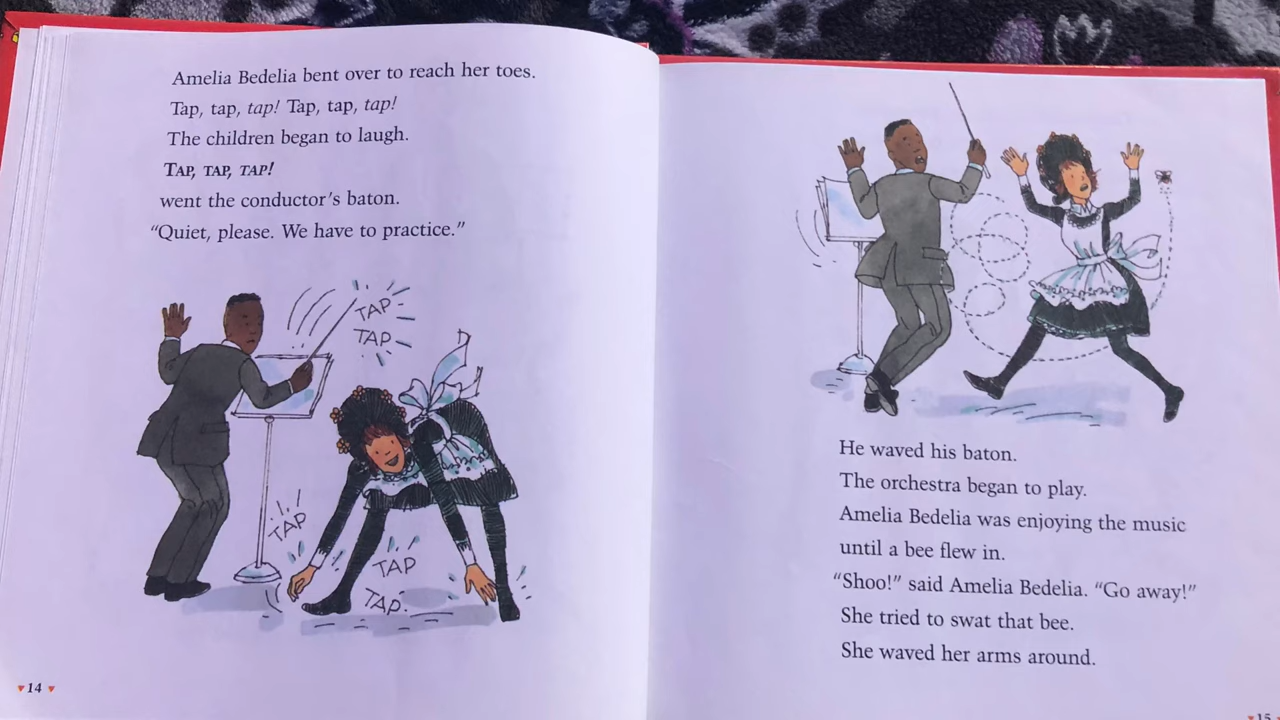 Amelia Bedelia bent over to reach her toes.
Tap, tap, tap! Tap, tap, tap!
The children began to laugh.
TAP, TAP, TAP!
went the conductor's baton.
“Quiet, please. We have to practice.”
TAP
TAP
TAP
TAP
TAP
14
He waved his baton.
The orchestra began to play.
Amelia Bedelia was enjoying the music
until a bee flew in.
“Shoo!” said Amelia Bedelia. “Go away!”
She tried to swat that bee.
She waved her arms around.
15